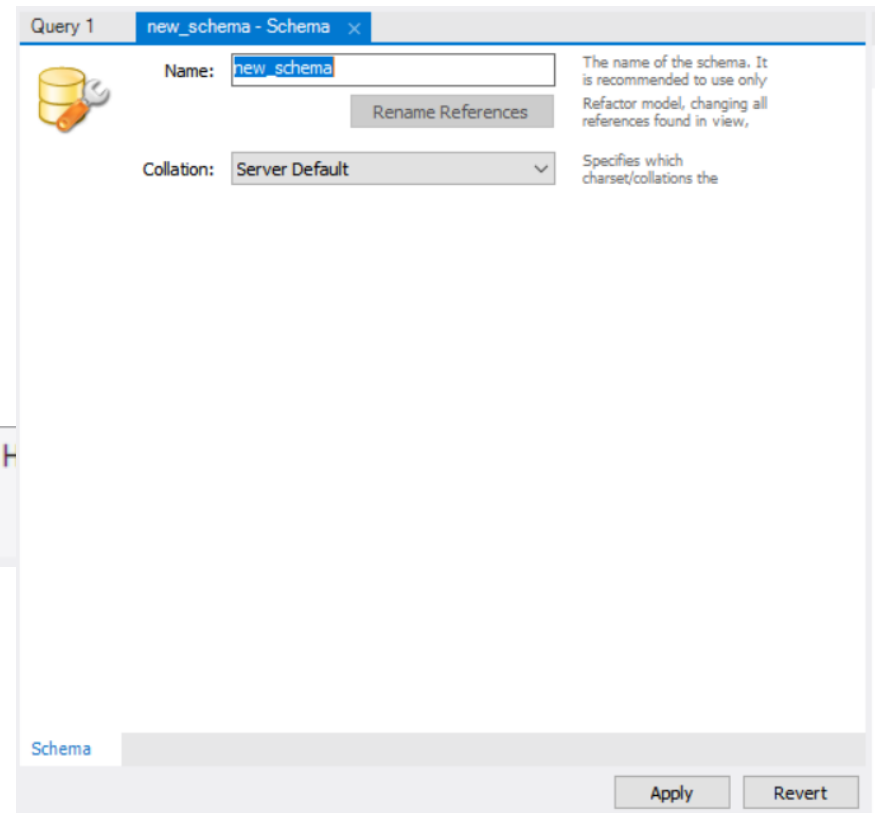 Query 1
new_schema - Schema
Name:
new_schema
The name of the schema. It
is recommended to use only
Rename References
Refactor model, changing all
references found in view,
Collation:
Server Default
Specifies which
charset/collations the
H
Schema
Apply
Revert